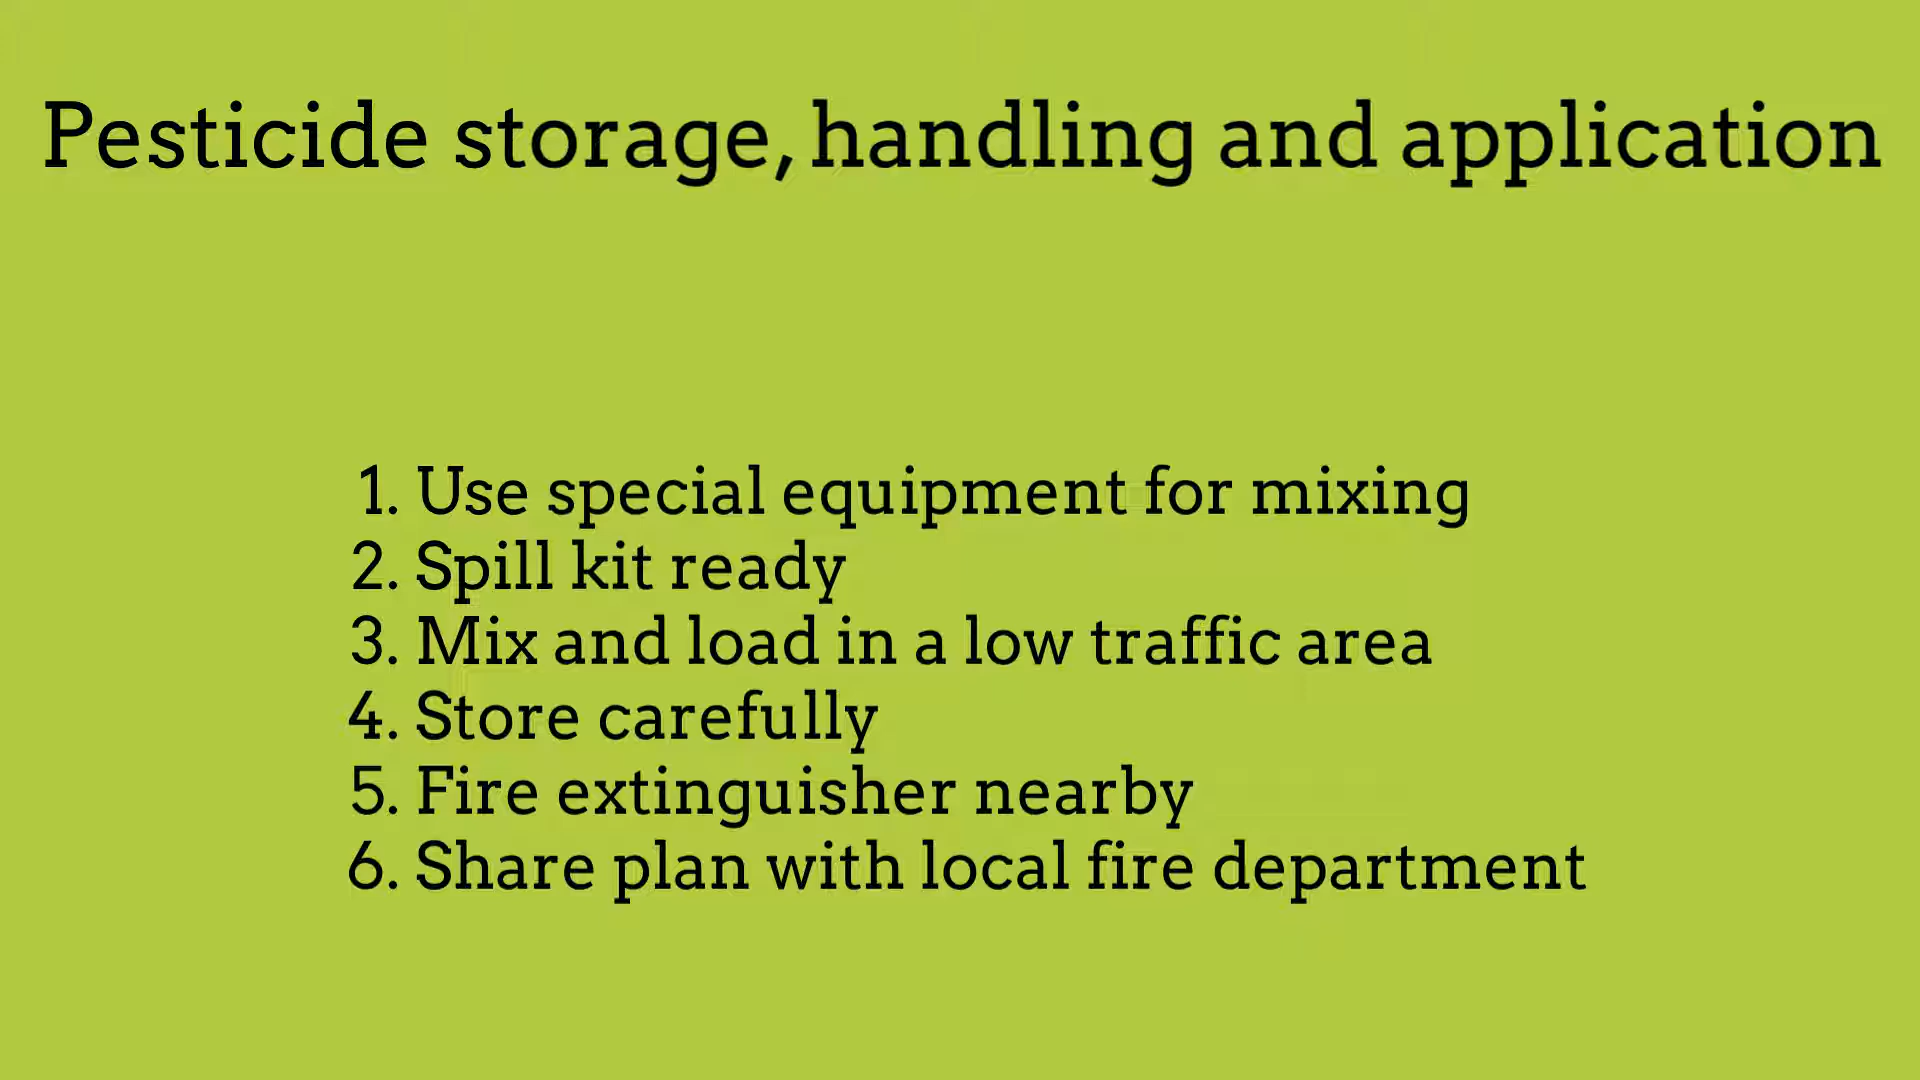 Pesticide storage, handling and application
1. Use special equipment for mixing
2. Spill kit ready
3. Mix and load in a low traffic area
4. Store carefully
5. Fire extinguisher nearby
6. Share plan with local fire department